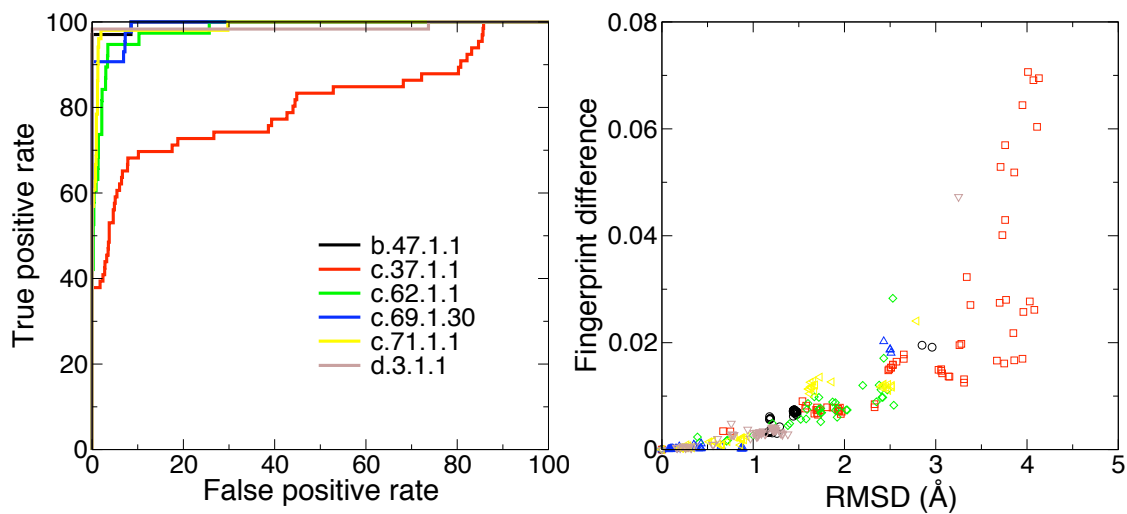 100
80
60
40
20
0
True positive rate
0
20
40
60
80
100
False positive rate
b.47.1.1
c.37.1.1
c.62.1.1
c.69.1.30
c.71.1.1
d.3.1.1
0.08
0.06
0.04
0.02
0
Fingerprint difference
0
1
2
3
4
5
RMSD (Å)